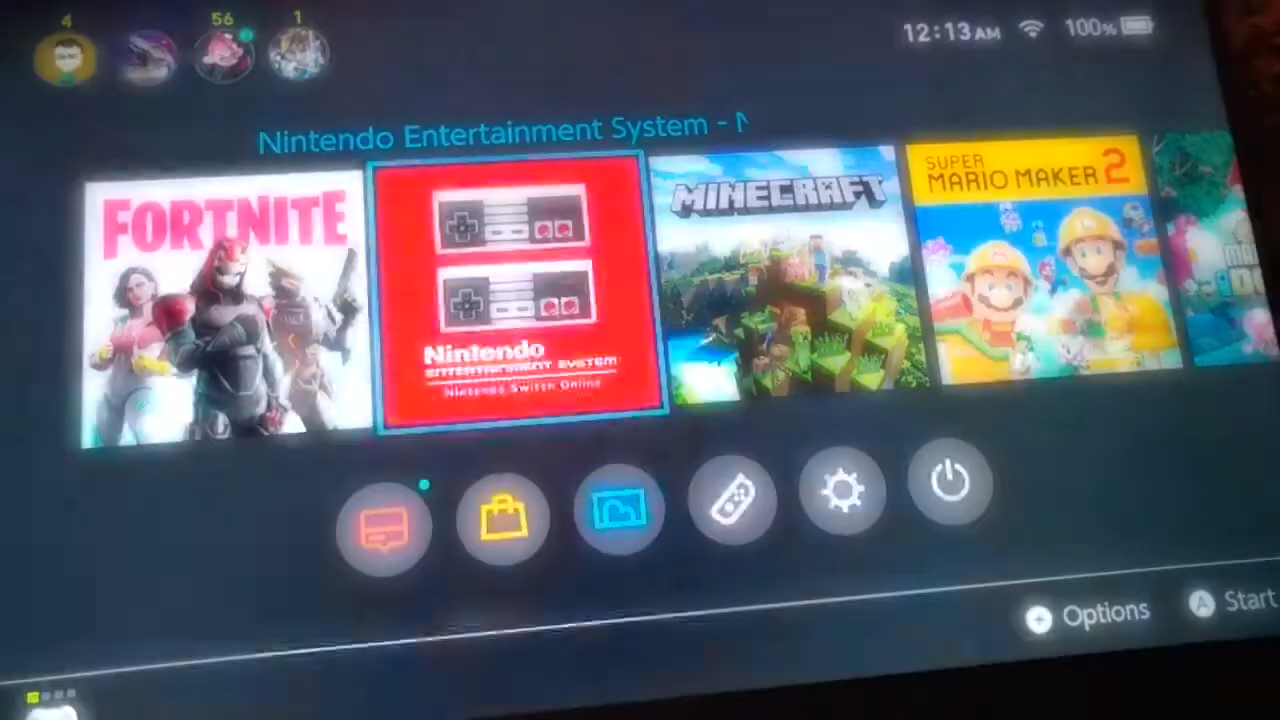 4
56
1
12:13 AM
100%
Nintendo Entertainment System -
FORTNITE
Nintendo
ENTERTAINMENT SYSTEM
Nintendo Switch Online
MINECRAFT
SUPER
MARIO MAKER 2
Options
A Start